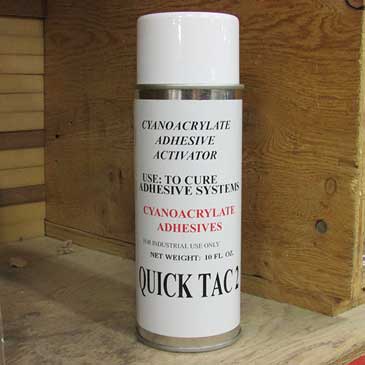 CYANOACRYLATE
ADHESIVE
ACTIVATOR
USE: TO CURE
ADHESIVE SYSTEMS
CYANOACRYLATE
ADHESIVES
FOR INDUSTRIAL USE ONLY
NET WEIGHT: 10 FL. OZ.
QUICK TAC 2